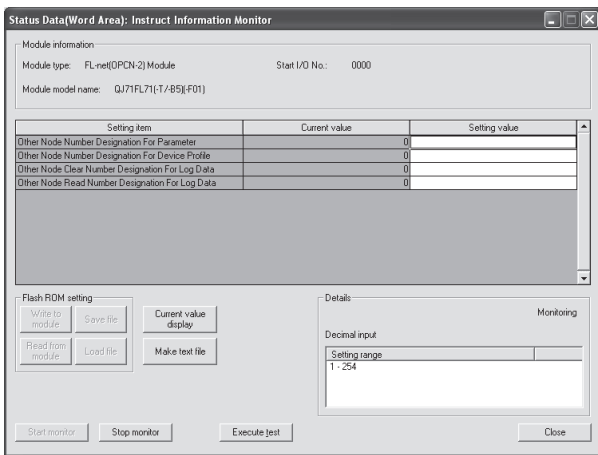 Status Data(Word Area): Instruct Information Monitor
Module information
Module type: FL-net(OPCN-2) Module Start I/O No.: 0000
Module model name: QJ71FL71(-T/-B5)(-F01)
Setting item Current value Setting value
Other Node Number Designation For Parameter 0
Other Node Number Designation For Device Profile 0
Other Node Clear Number Designation For Log Data 0
Other Node Read Number Designation For Log Data 0
Flash ROM setting
Write to module
Save file
Current value display
Read from module
Load file
Make text file
Details
Monitoring
Decimal input
Setting range
1 - 254
Start monitor Stop monitor Execute test Close